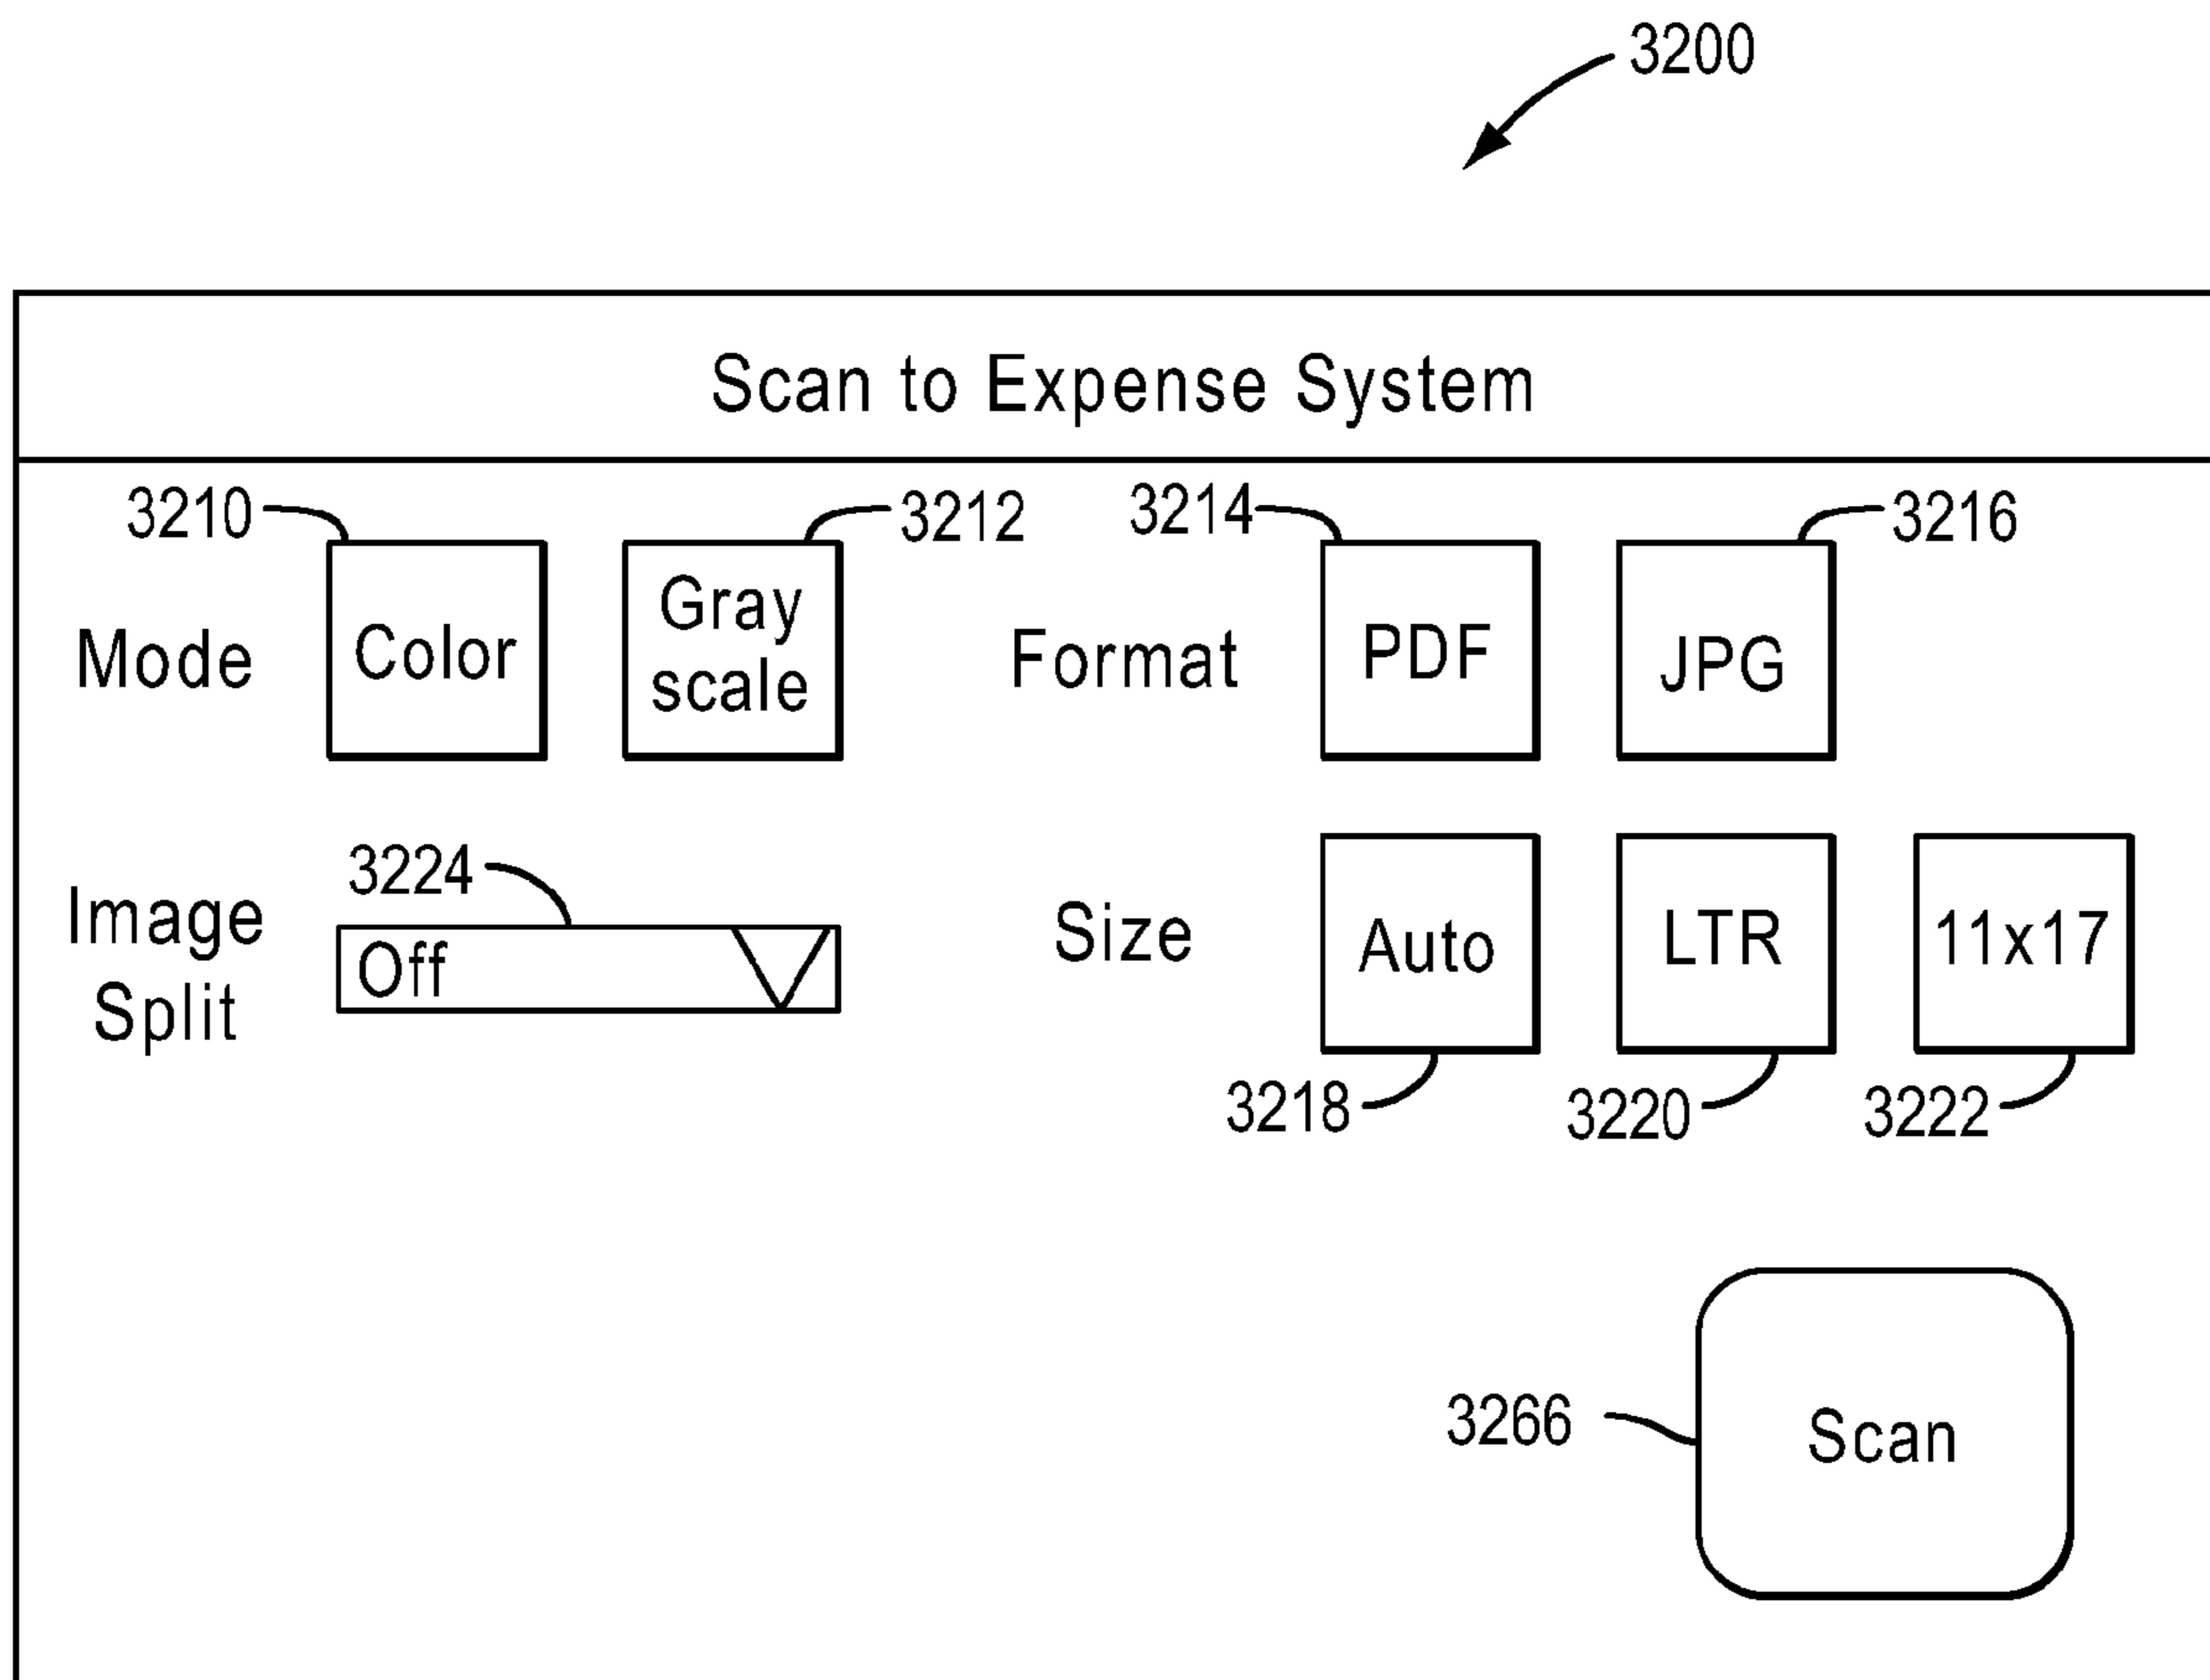 3200
Scan to Expense System
3210
3212
3214
3216
Mode
Color
Gray
scale
Format
PDF
JPG
3224
Image
Split
Off
Size
Auto
LTR
11x17
3218
3220
3222
3266
Scan